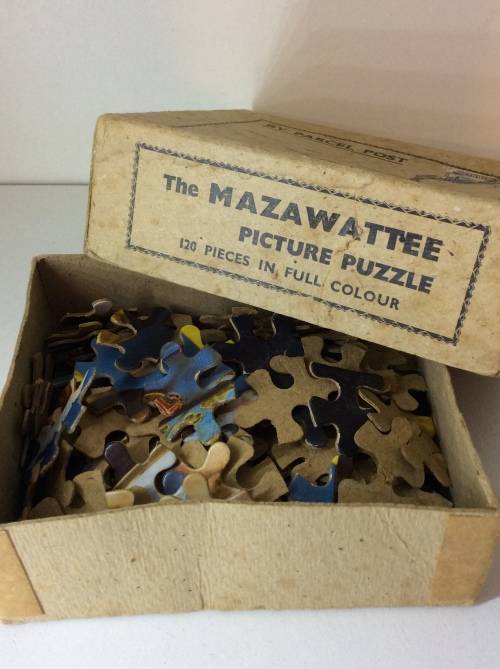 BY PARCEL POST
The MAZAWATTEE
PICTURE PUZZLE
120 PIECES IN FULL COLOUR